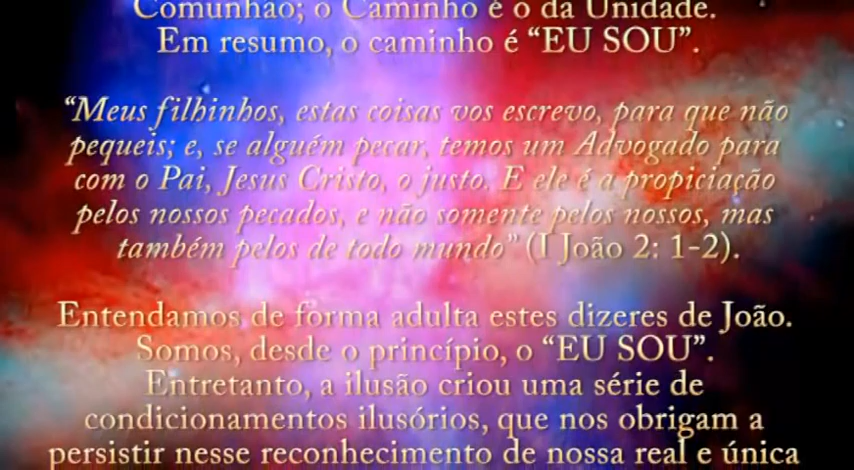 Comunhão; o Caminho é o da Unidade.
Em resumo, o caminho é “EU SOU”.
“Meus filhinhos, estas coisas vos escrevo, para que não
pequeis; e, se alguém pecar, temos um Advogado para
com o Pai, Jesus Cristo, o justo. E ele é a propiciação
pelos nossos pecados, e não somente pelos nossos, mas
também pelos de todo mundo” (I João 2: 1-2).
Entendamos de forma adulta estes dizeres de João.
Somos, desde o princípio, o “EU SOU”.
Entretanto, a ilusão criou uma série de
condicionamentos ilusórios, que nos obrigam a
persistir nesse reconhecimento de nossa real e única